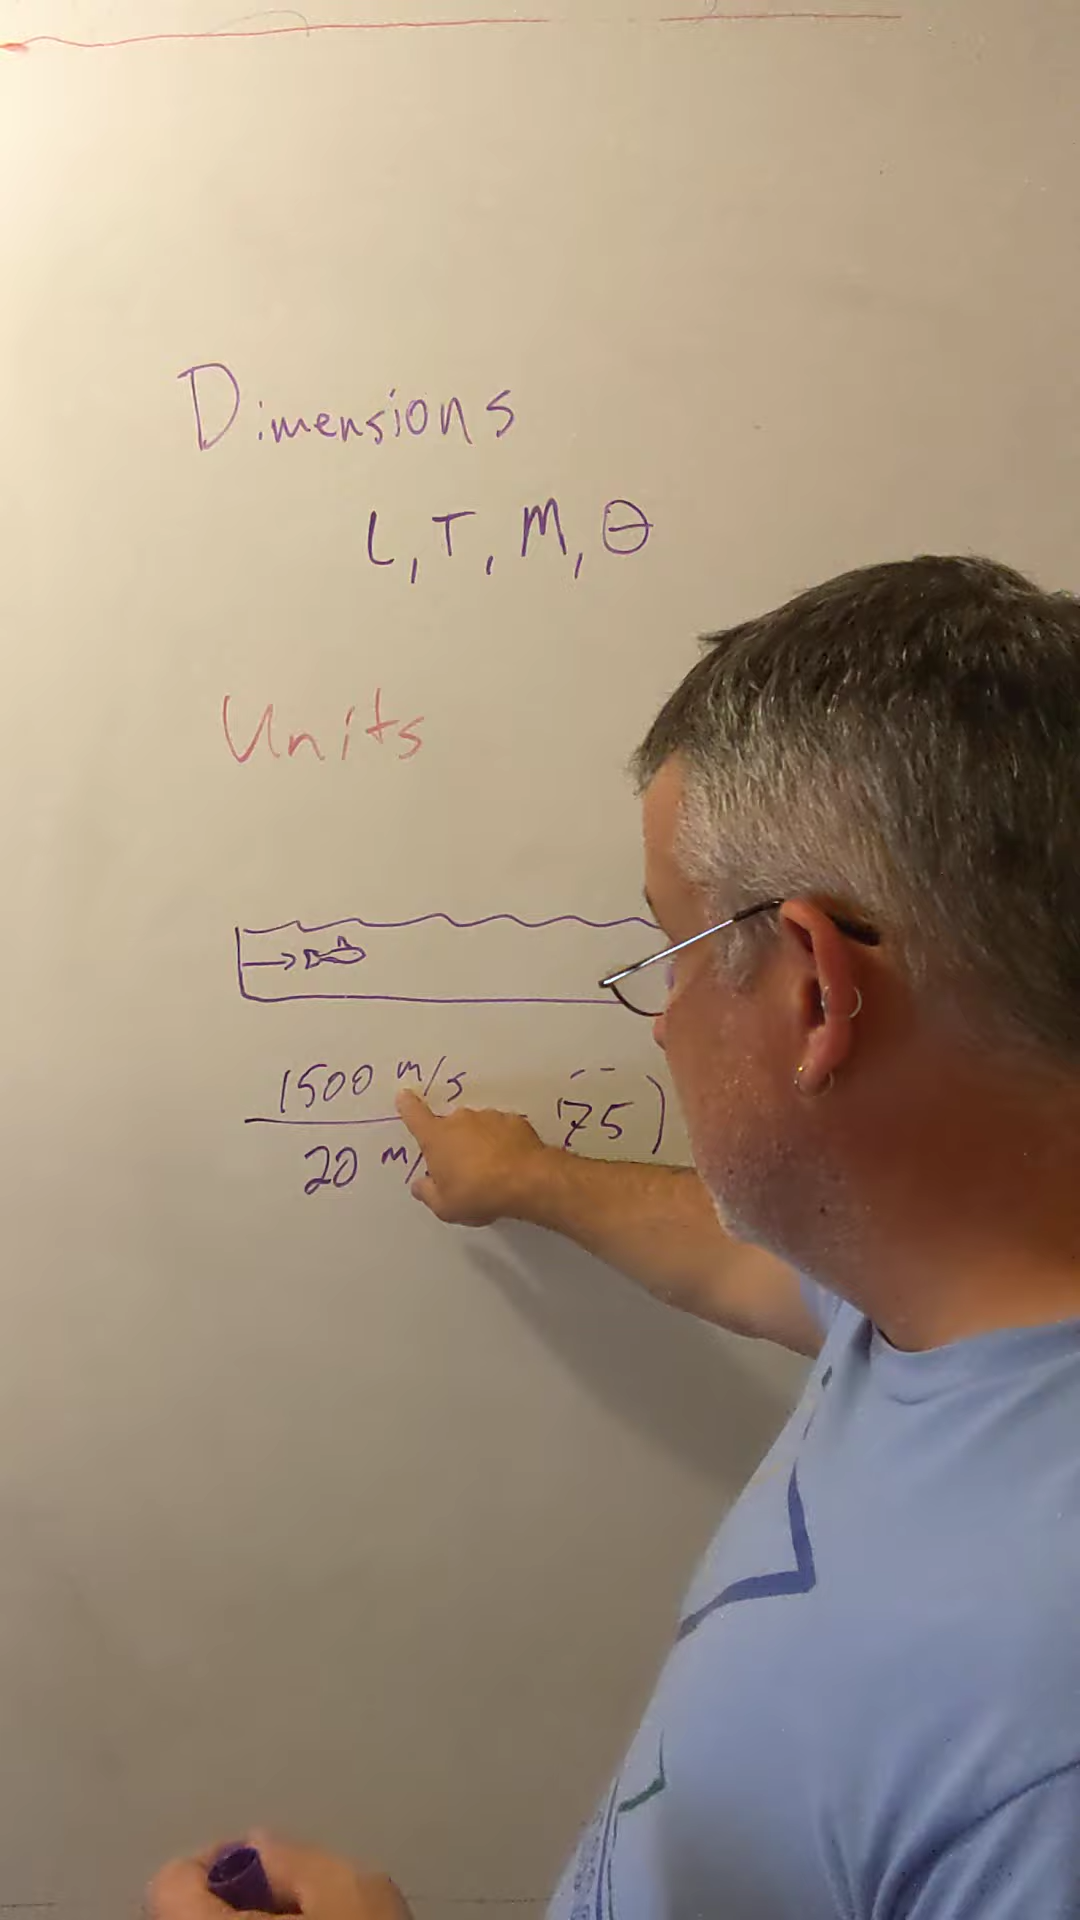 Dimensions
L, T, M, Θ
Units
1500 m/s
20 m/
75)